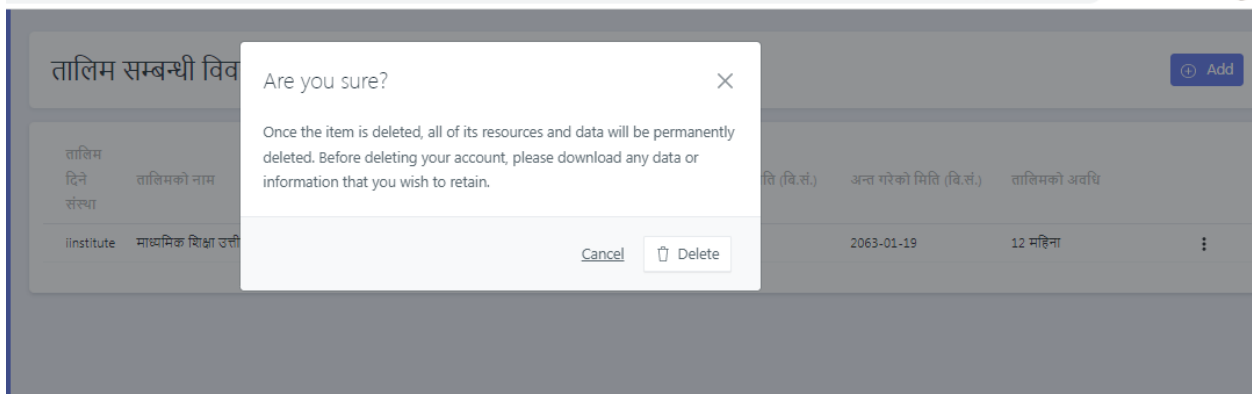 तालिम सम्बन्धी विव
Add
Are you sure?
Once the item is deleted, all of its resources and data will be permanently
deleted. Before deleting your account, please download any data or
information that you wish to retain.
Cancel
Delete
तालिम
दिने
संस्था
तालिमको नाम
अन्त गरेको मिति (बि.सं.)
तालिमको अवधि
(बि.सं.)
iinstitute
माध्यमिक शिक्षा उत्ती
2063-01-19
12 महिना